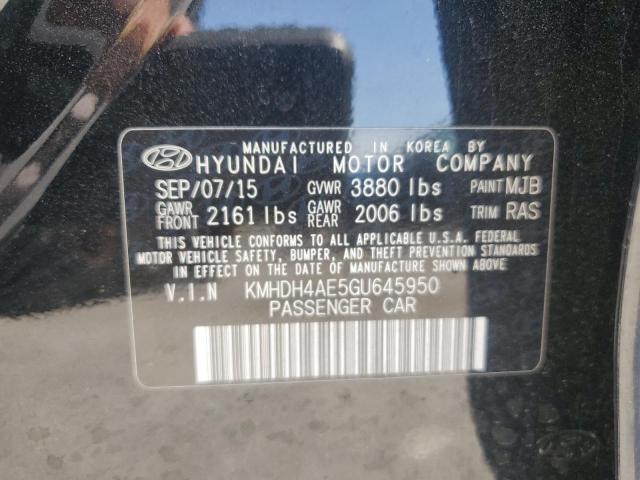 MANUFACTURED IN KOREA BY
HYUNDAI MOTOR COMPANY
SEP/07/15 GVWR 3880 lbs PAINT MJB
GAWR FRONT 2161 lbs GAWR REAR 2006 lbs TRIM RAS
THIS VEHICLE CONFORMS TO ALL APPLICABLE U.S.A. FEDERAL
MOTOR VEHICLE SAFETY, BUMPER, AND THEFT PREVENTION STANDARDS
IN EFFECT ON THE DATE OF MANUFACTURE SHOWN ABOVE.
V.I.N KMHDH4AE5GU645950
PASSENGER CAR